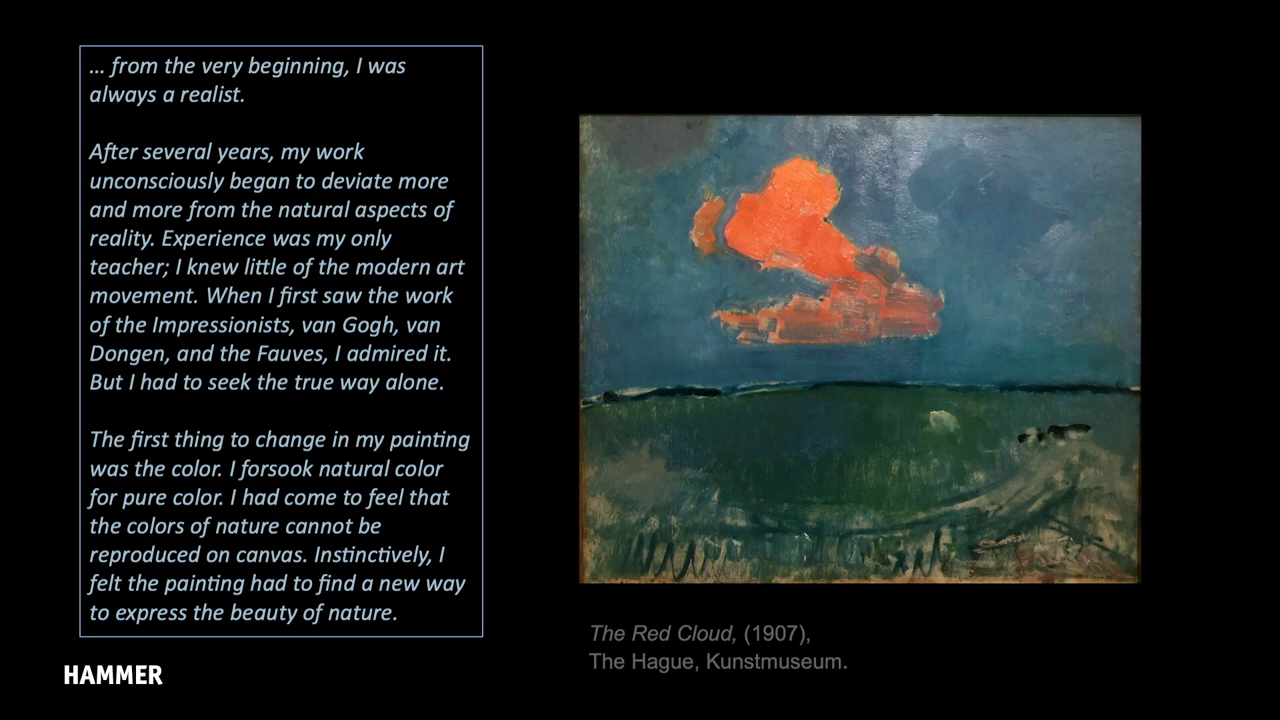 ... from the very beginning, I was
always a realist.
After several years, my work
unconsciously began to deviate more
and more from the natural aspects of
reality. Experience was my only
teacher; I knew little of the modern art
movement. When I first saw the work
of the Impressionists, van Gogh, van
Dongen, and the Fauves, I admired it.
But I had to seek the true way alone.
The first thing to change in my painting
was the color. I forsook natural color
for pure color. I had come to feel that
the colors of nature cannot be
reproduced on canvas. Instinctively, I
felt the painting had to find a new way
to express the beauty of nature.
The Red Cloud, (1907),
The Hague, Kunstmuseum.
HAMMER